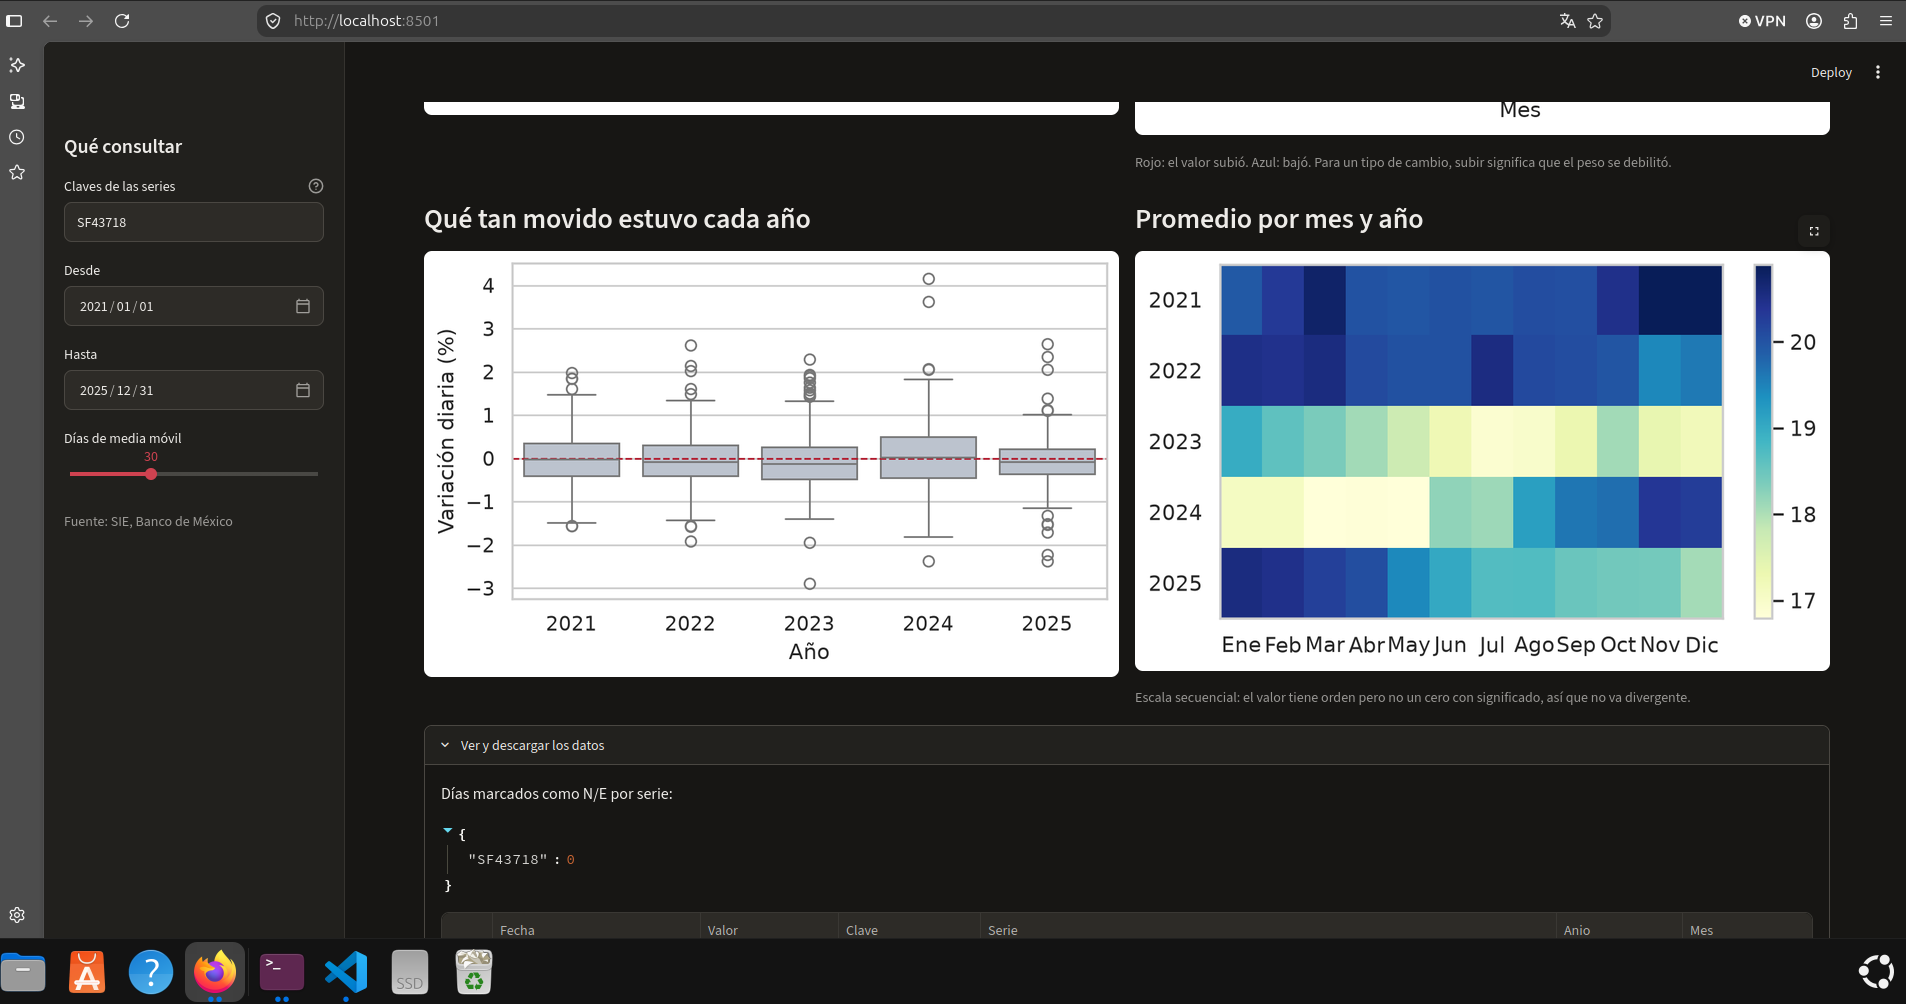 http://localhost:8501
VPN
Deploy
Qué consultar
Claves de las series
SF43718
Desde
2021/01/01
Hasta
2025/12/31
Días de media móvil
30
Fuente: SIE, Banco de México
Mes
Rojo: el valor subió. Azul: bajó. Para un tipo de cambio, subir significa que el peso se debilitó.
Qué tan movido estuvo cada año
Variación diaria (%)
4
3
2
1
0
−1
−2
−3
2021 2022 2023 2024 2025
Año
Promedio por mes y año
2021
2022
2023
2024
2025
Ene Feb Mar Abr May Jun Jul Ago Sep Oct Nov Dic
20
19
18
17
Escala secuencial: el valor tiene orden pero no un cero con significado, así que no va divergente.
Ver y descargar los datos
Días marcados como N/E por serie:
{
"SF43718" : 0
}
Fecha Valor Clave Serie Anio Mes
SSD